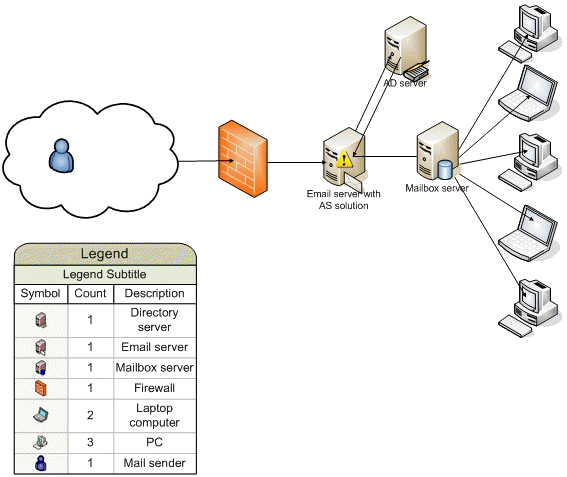 AD server
Email server with
AS solution
Mailbox server
Legend
Legend Subtitle
Symbol Count Description
1 Directory
server
1 Email server
1 Mailbox server
1 Firewall
2 Laptop
computer
3 PC
1 Mail sender